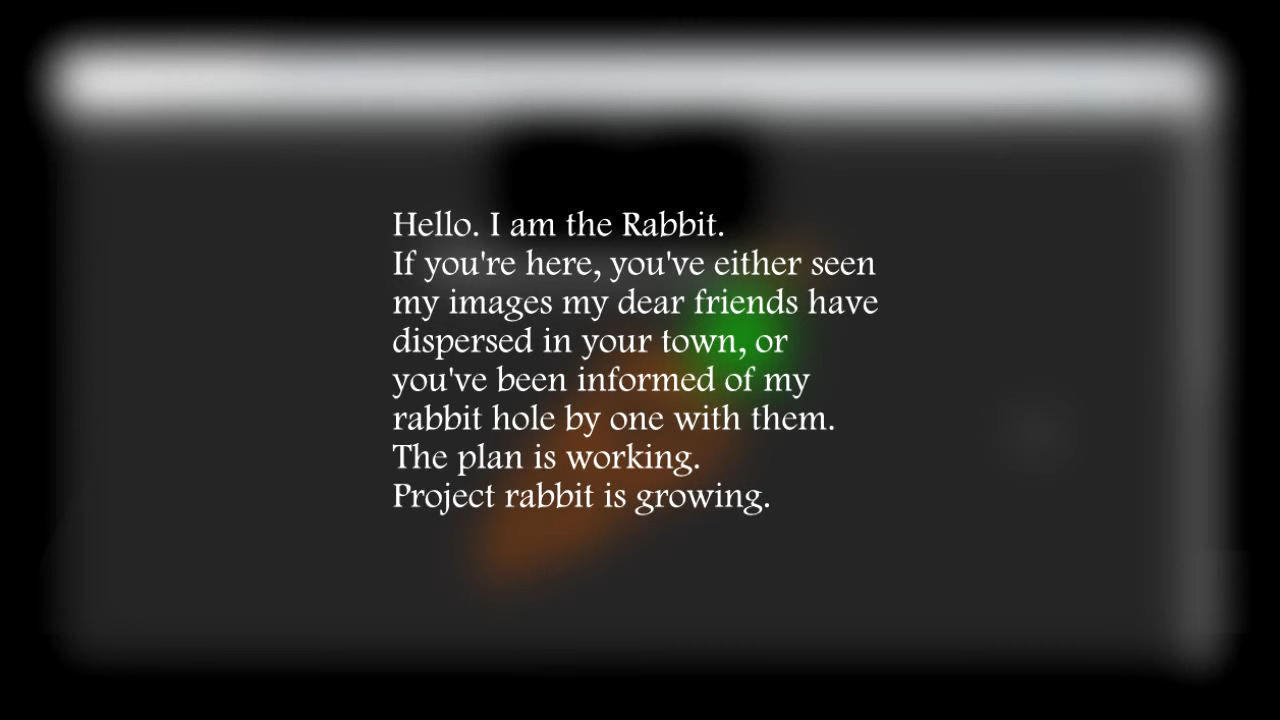 Hello. I am the Rabbit.
If you're here, you've either seen
my images my dear friends have
dispersed in your town, or
you've been informed of my
rabbit hole by one with them.
The plan is working.
Project rabbit is growing.